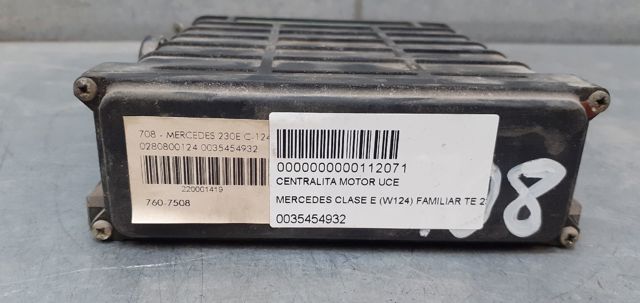 708 - MERCEDES 230E C-124
0280800124 0035454932
220001419
760-7508
0000000000112071
CENTRALITA MOTOR UCE
MERCEDES CLASE E (W124) FAMILIAR TE 2
0035454932
08